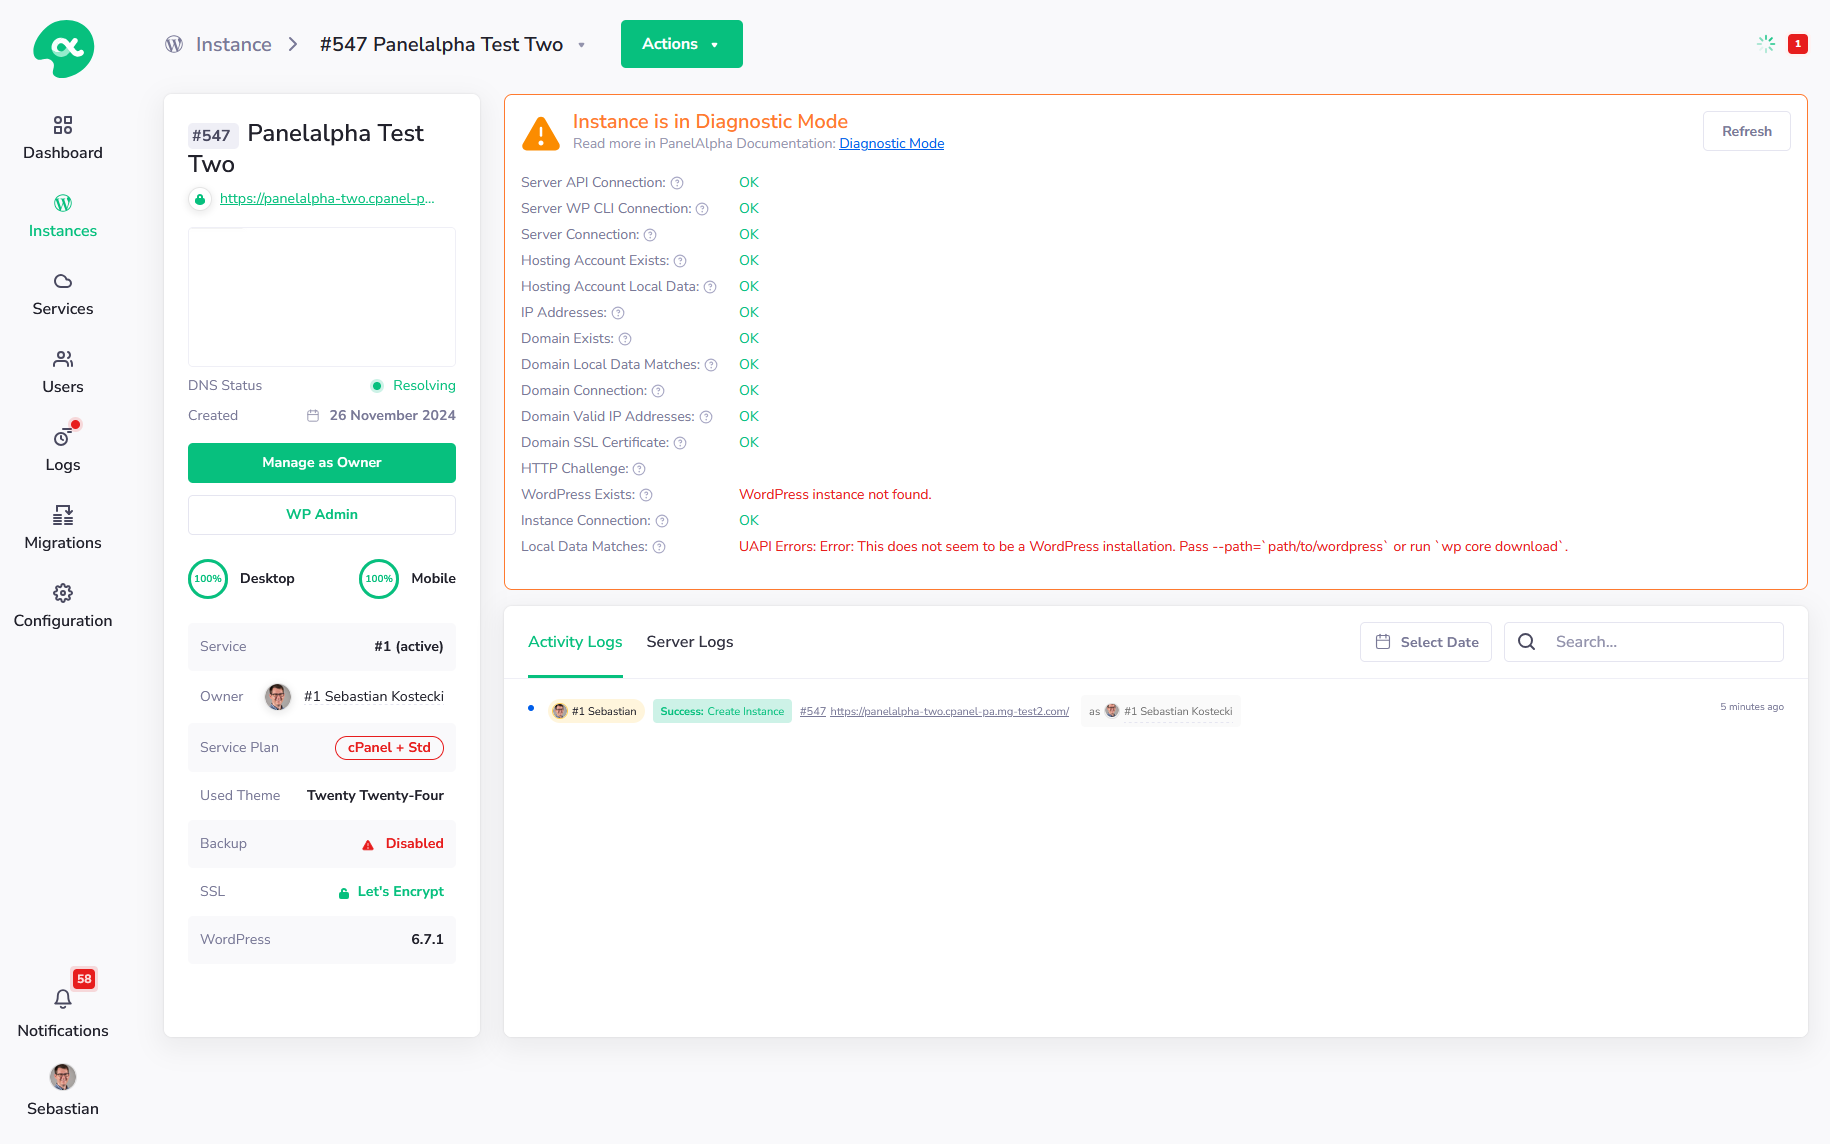 Instance
#547 Panelalpha Test Two
Actions
1
Dashboard
Instances
Services
Users
Logs
Migrations
Configuration
58
Notifications
Sebastian
#547 Panelalpha Test
Two
https://panelalpha-two.cpanel-p...
DNS Status Resolving
Created 26 November 2024
Manage as Owner
WP Admin
100% Desktop 100% Mobile
Service #1 (active)
Owner #1 Sebastian Kostecki
Service Plan cPanel + Std
Used Theme Twenty Twenty-Four
Backup Disabled
SSL Let's Encrypt
WordPress 6.7.1
Instance is in Diagnostic Mode
Read more in PanelAlpha Documentation: Diagnostic Mode
Refresh
Server API Connection: OK
Server WP CLI Connection: OK
Server Connection: OK
Hosting Account Exists: OK
Hosting Account Local Data: OK
IP Addresses: OK
Domain Exists: OK
Domain Local Data Matches: OK
Domain Connection: OK
Domain Valid IP Addresses: OK
Domain SSL Certificate: OK
HTTP Challenge:
WordPress Exists: WordPress instance not found.
Instance Connection: OK
Local Data Matches: UAPI Errors: Error: This does not seem to be a WordPress installation. Pass --path=`path/to/wordpress` or run `wp core download`.
Activity Logs Server Logs Select Date Search...
#1 Sebastian Success: Create Instance #547 https://panelalpha-two.cpanel-pa.mg-test2.com/ as #1 Sebastian Kostecki 5 minutes ago